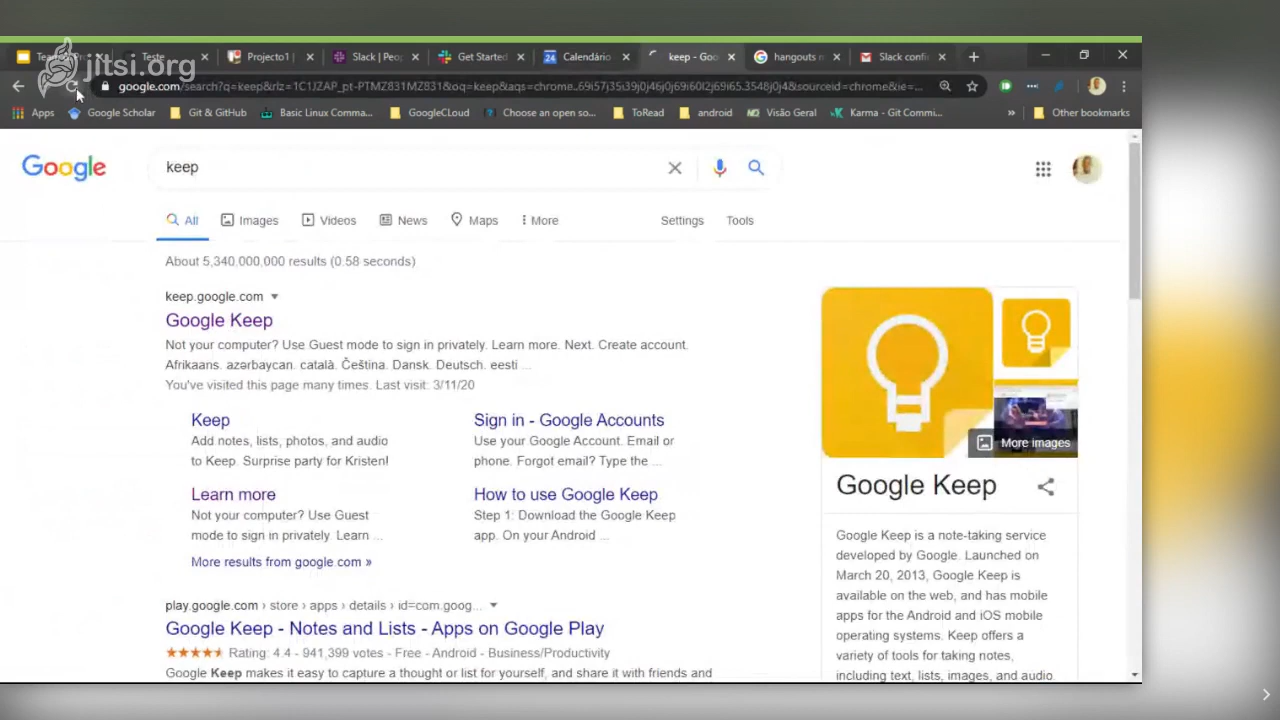 jitsi.org
Teste
Projecto1
Slack | Peo
Get Started
24 Calendário
keep - Goo
hangouts
Slack confi
google.com/search?q=keep&rlz=1C1JZAP_pt-PTMZ831MZ831&oq=keep&aqs=chrome..69i57j35i39j0j46j0j69i60l2j69i65.3548j0j4&sourceid=chrome&ie=...
Apps
Google Scholar
Git & GitHub
Basic Linux Comma...
GoogleCloud
Choose an open so...
ToRead
android
Visão Geral
Karma - Git Commi...
»
Other bookmarks
Google
keep
All
Images
Videos
News
Maps
More
Settings
Tools
About 5,340,000,000 results (0.58 seconds)
keep.google.com
Google Keep
Not your computer? Use Guest mode to sign in privately. Learn more. Next. Create account.
Afrikaans. azərbaycan. català. Čeština. Dansk. Deutsch. eesti ...
You've visited this page many times. Last visit: 3/11/20
Keep
Add notes, lists, photos, and audio
to Keep. Surprise party for Kristen!
Sign in - Google Accounts
Use your Google Account. Email or
phone. Forgot email? Type the ...
Learn more
Not your computer? Use Guest
mode to sign in privately. Learn ...
How to use Google Keep
Step 1: Download the Google Keep
app. On your Android ...
More results from google.com »
play.google.com › store › apps › details › id=com.goog...
Google Keep - Notes and Lists - Apps on Google Play
Rating: 4.4 - 941,399 votes - Free - Android - Business/Productivity
Google Keep makes it easy to capture a thought or list for yourself, and share it with friends and
More images
Google Keep
Google Keep is a note-taking service
developed by Google. Launched on
March 20, 2013, Google Keep is
available on the web, and has mobile
apps for the Android and iOS mobile
operating systems. Keep offers a
variety of tools for taking notes,
including text, lists, images, and audio.